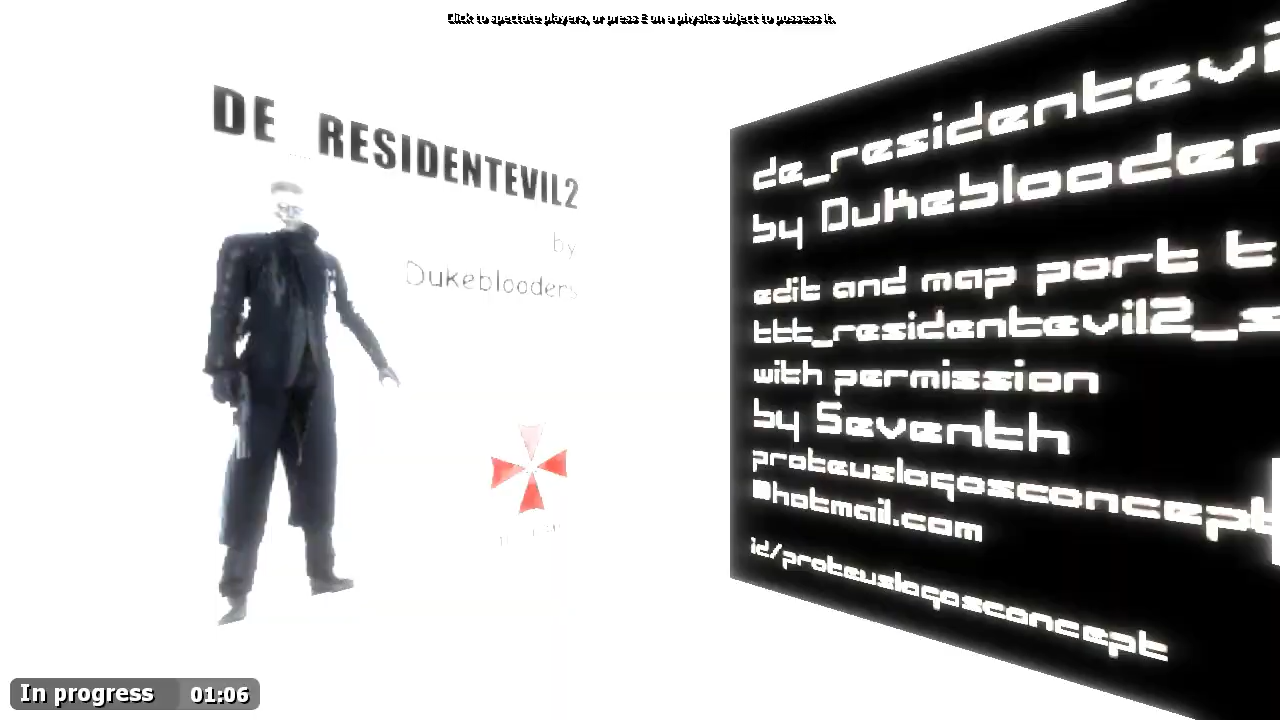 Click to spectate players, or press E on a physics object to possess it.
DE_RESIDENTEVIL2
by
Dukeblooders
de_residentevi
by Dukeblooder
edit and map port t
ttt_residentevil2_s
with permission
by Seventh
proteuslogosconcept
@hotmail.com
id/proteuslogosconcept
In progress 01:06